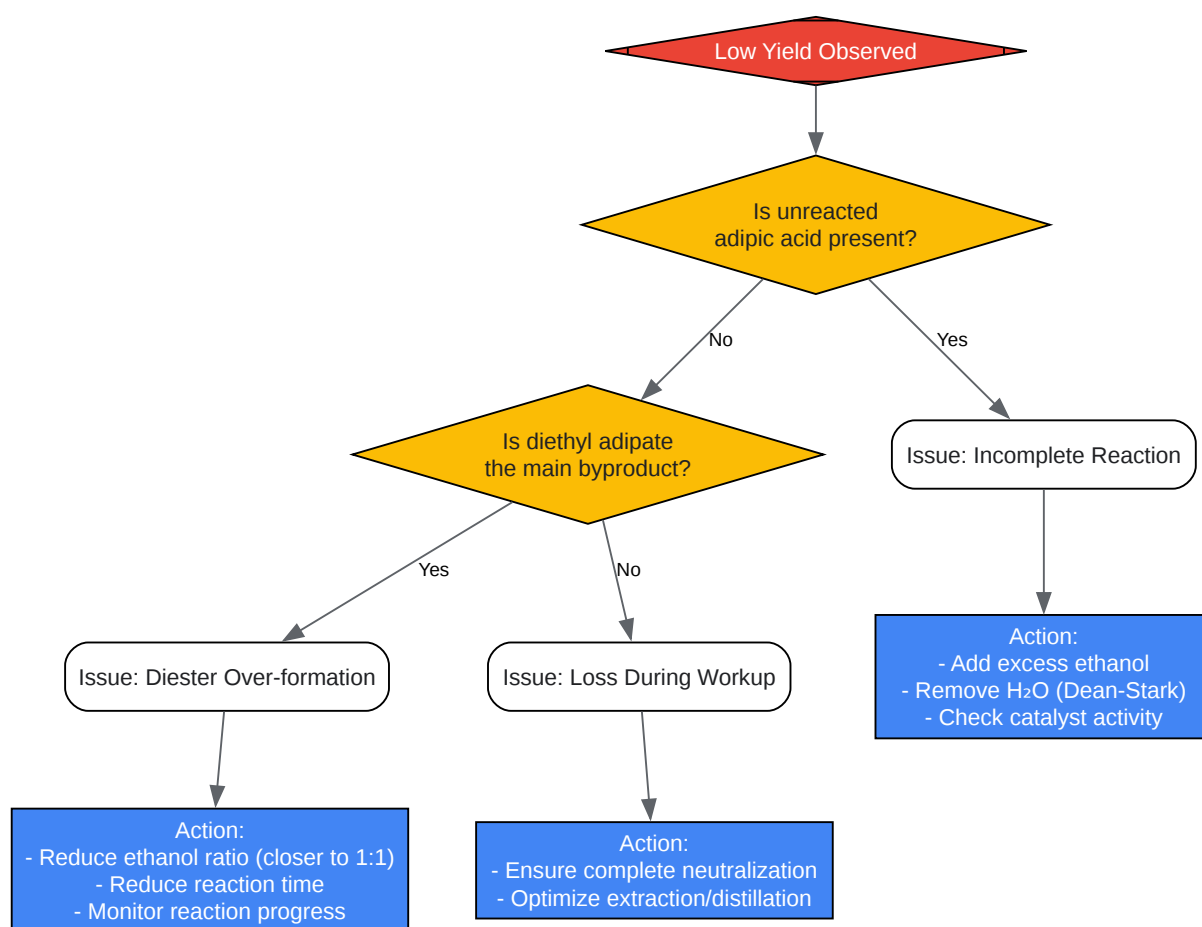 Low Yield Observed
Is unreacted
adipic acid present?
No
Yes
Is diethyl adipate
the main byproduct?
Issue: Incomplete Reaction
Yes
No
Issue: Diester Over-formation
Issue: Loss During Workup
Action:
- Add excess ethanol
- Remove H₂O (Dean-Stark)
- Check catalyst activity
Action:
- Reduce ethanol ratio (closer to 1:1)
- Reduce reaction time
- Monitor reaction progress
Action:
- Ensure complete neutralization
- Optimize extraction/distillation